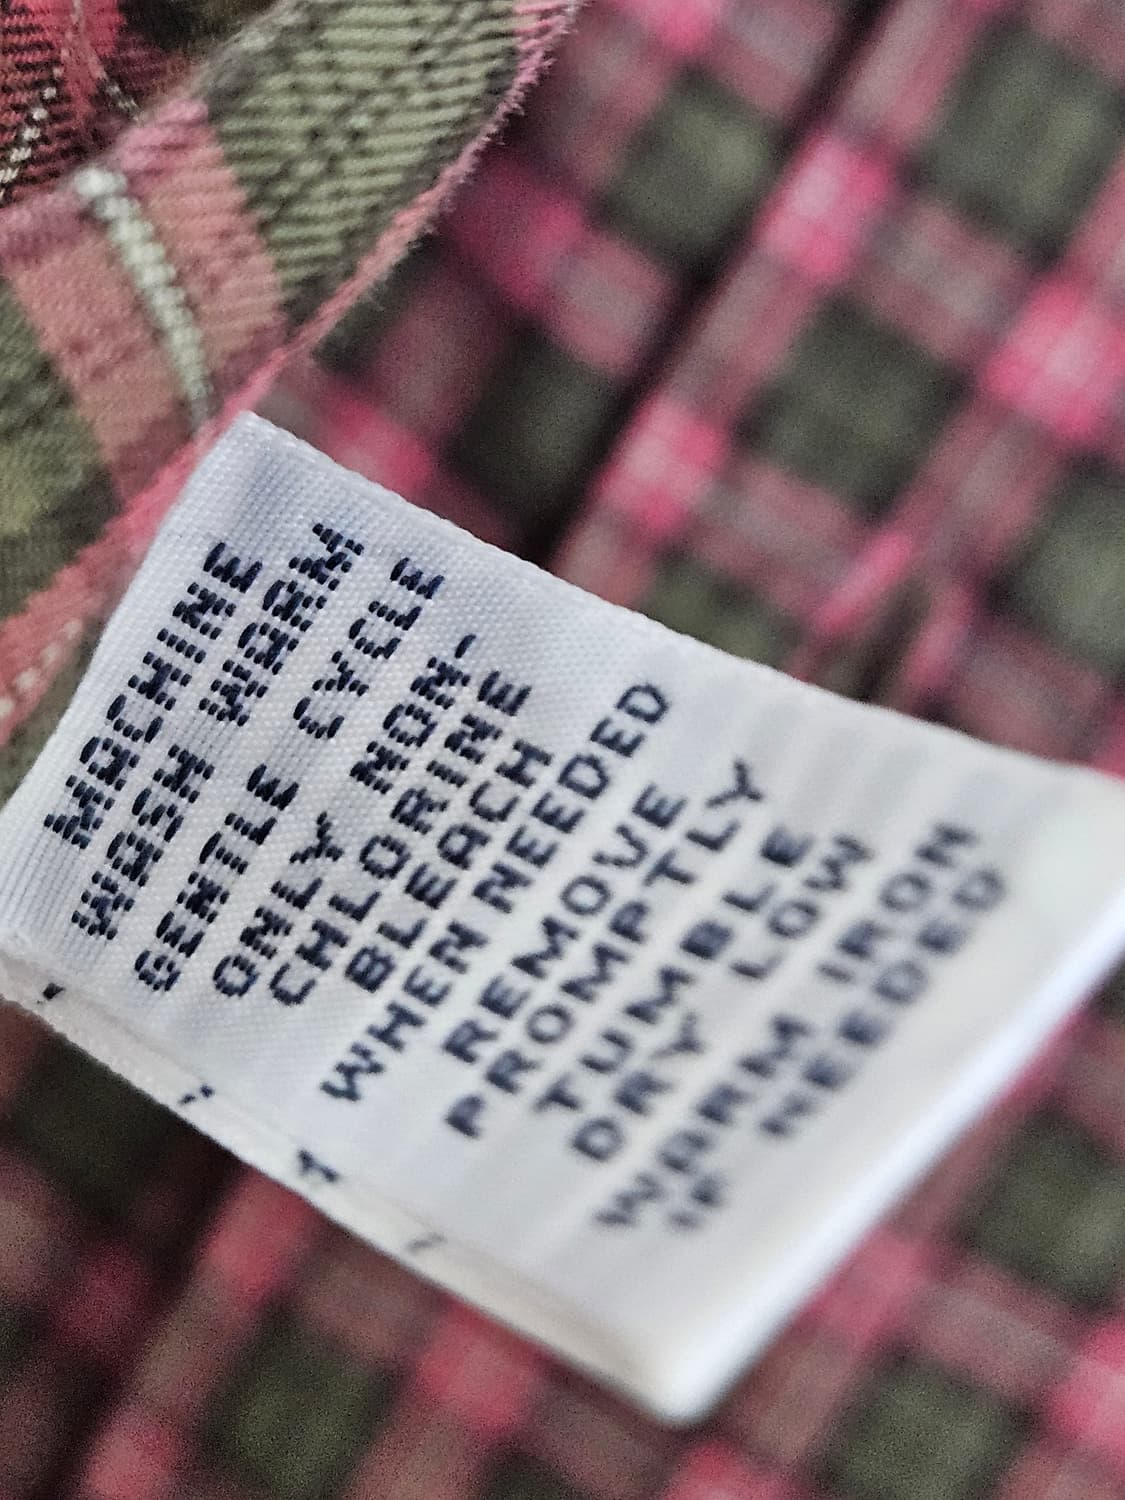 MACHINE
WASH WARM
GENTLE CYCLE
ONLY NON-
CHLORINE
BLEACH
WHEN NEEDED
REMOVE
PROMPTLY
TUMBLE
DRY LOW
WARM IRON
IF NEEDED